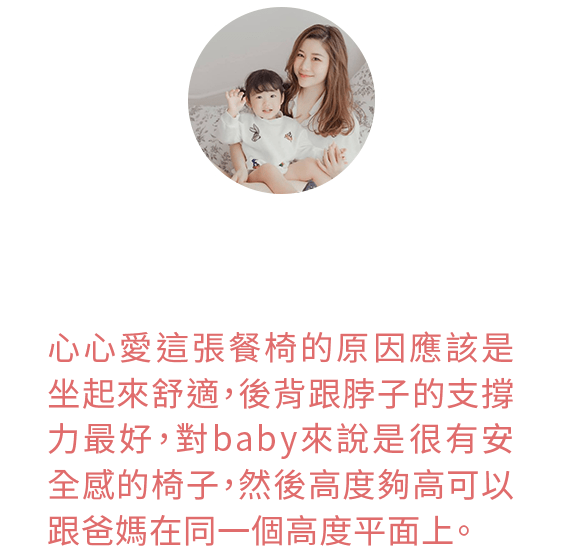 心心愛這張餐椅的原因應該是
坐起來舒適，後背跟脖子的支撐
力最好，對baby來說是很有安
全感的椅子，然後高度夠高可以
跟爸媽在同一個高度平面上。